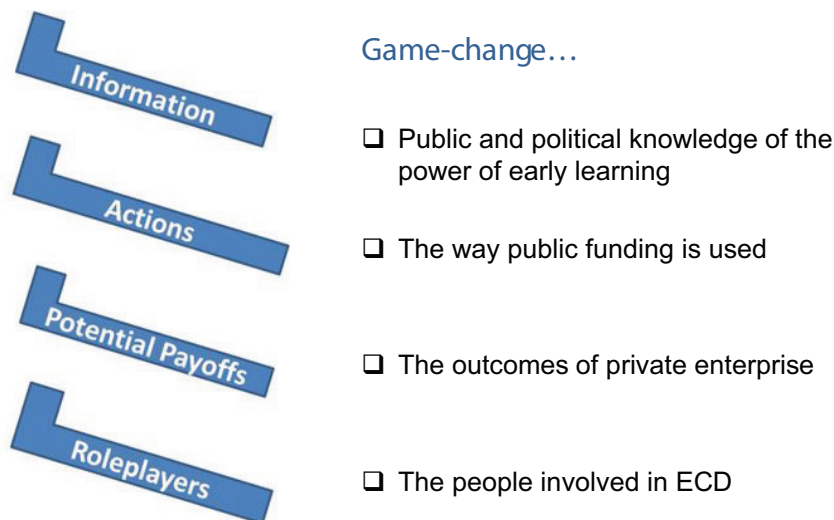 Game-change…
Information
❑ Public and political knowledge of the
power of early learning
Actions
❑ The way public funding is used
Potential Payoffs
❑ The outcomes of private enterprise
Roleplayers
❑ The people involved in ECD